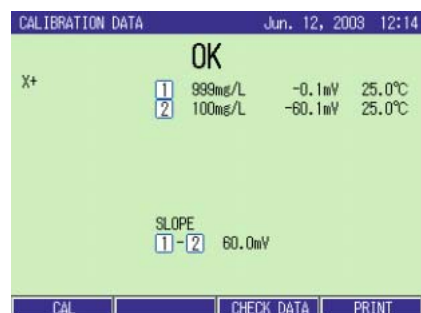 CALIBRATION DATA Jun. 12, 2003 12:14
OK
X+
1 999mg/L -0.1mV 25.0℃
2 100mg/L -60.1mV 25.0℃
SLOPE
1-2 60.0mV
CAL CHECK DATA PRINT